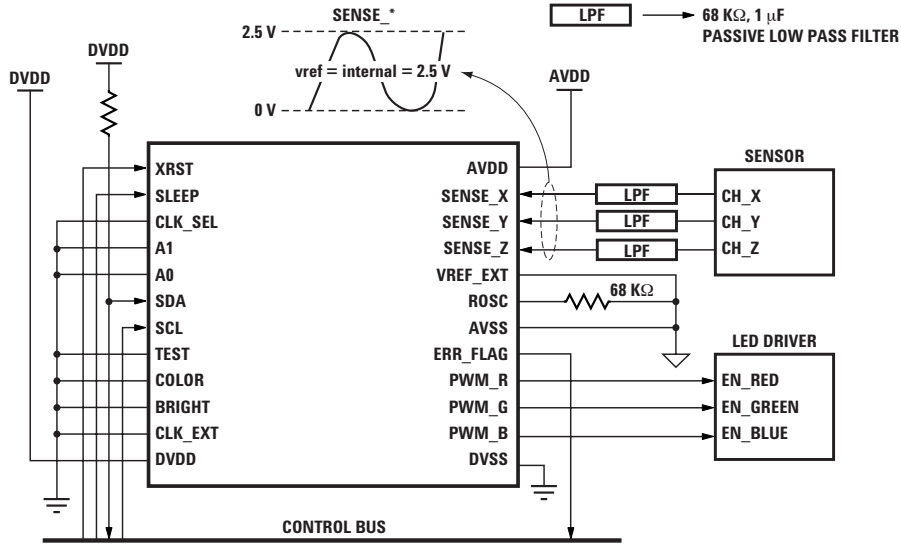 SENSE_*
2.5 V
vref = internal = 2.5 V
0 V
LPF
68 KΩ, 1 µF
PASSIVE LOW PASS FILTER
DVDD
DVDD
AVDD
XRST
SLEEP
CLK_SEL
A1
A0
SDA
SCL
TEST
COLOR
BRIGHT
CLK_EXT
DVDD
AVDD
SENSE_X
SENSE_Y
SENSE_Z
VREF_EXT
ROSC
AVSS
ERR_FLAG
PWM_R
PWM_G
PWM_B
DVSS
LPF
LPF
LPF
68 KΩ
SENSOR
CH_X
CH_Y
CH_Z
LED DRIVER
EN_RED
EN_GREEN
EN_BLUE
CONTROL BUS